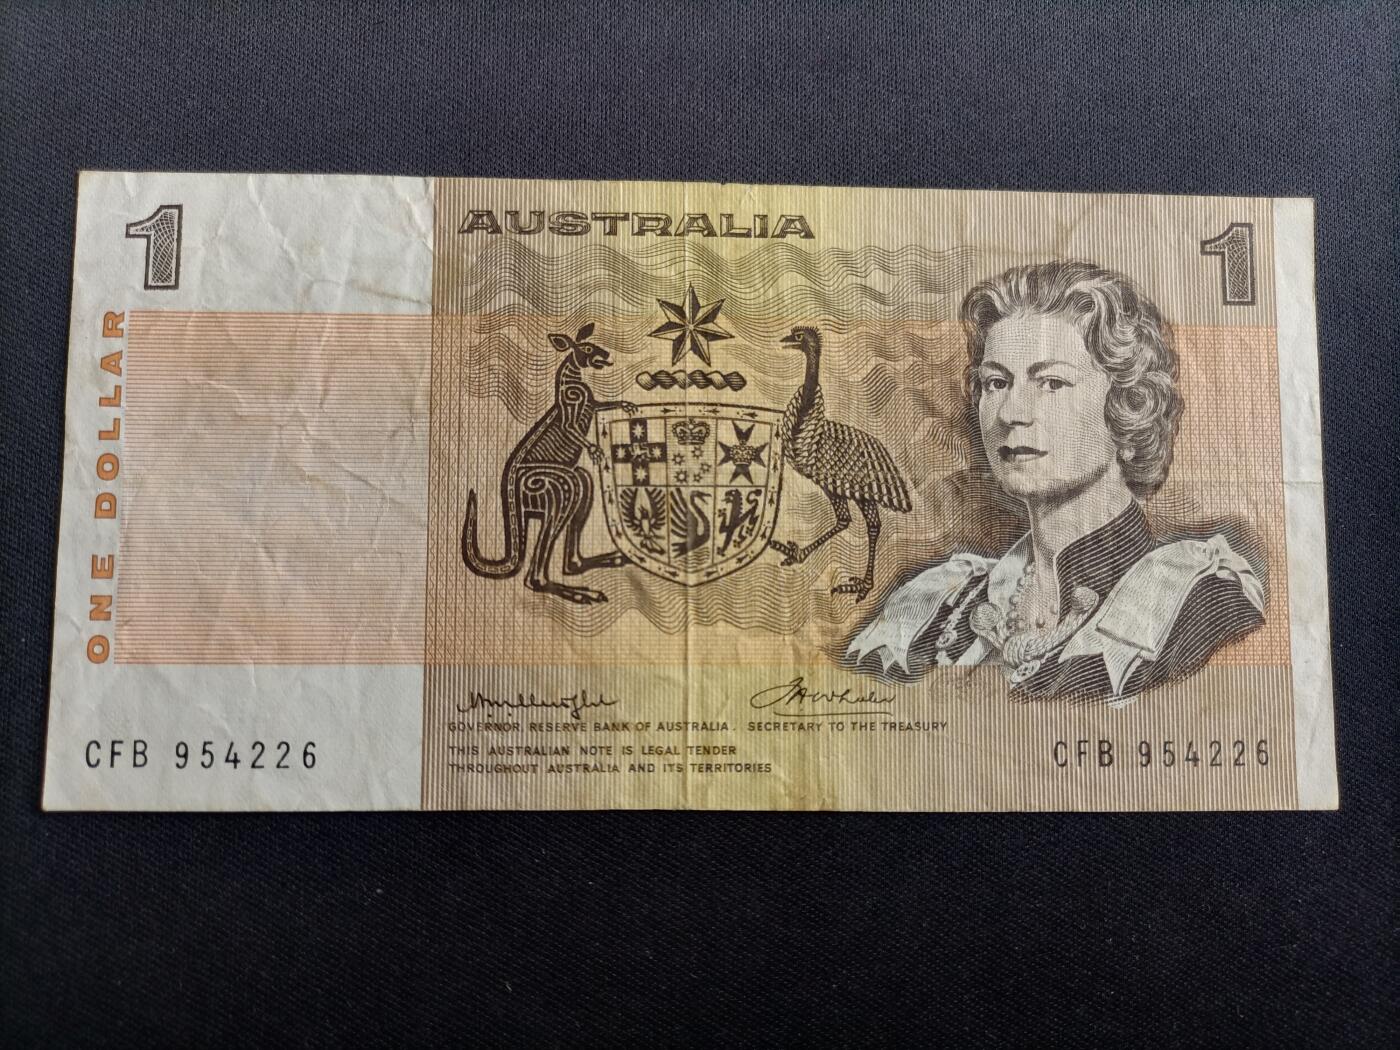 1
AUSTRALIA
1
ONE DOLLAR
GOVERNOR, RESERVE BANK OF AUSTRALIA. SECRETARY TO THE TREASURY
THIS AUSTRALIAN NOTE IS LEGAL TENDER
THROUGHOUT AUSTRALIA AND ITS TERRITORIES
CFB 954226
CFB 954226